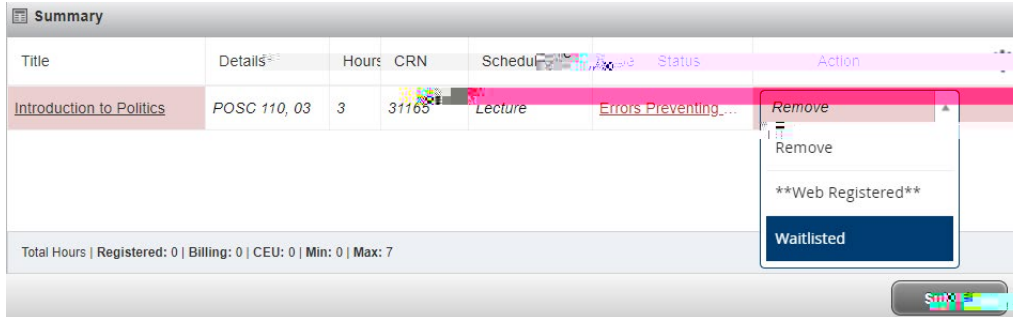 Summary
Title Details Hours CRN Status Action
Introduction to Politics POSC 110, 03 3 31165 Lecture Errors Preventing ... Remove
Remove
**Web Registered**
Waitlisted
Total Hours | Registered: 0 | Billing: 0 | CEU: 0 | Min: 0 | Max: 7